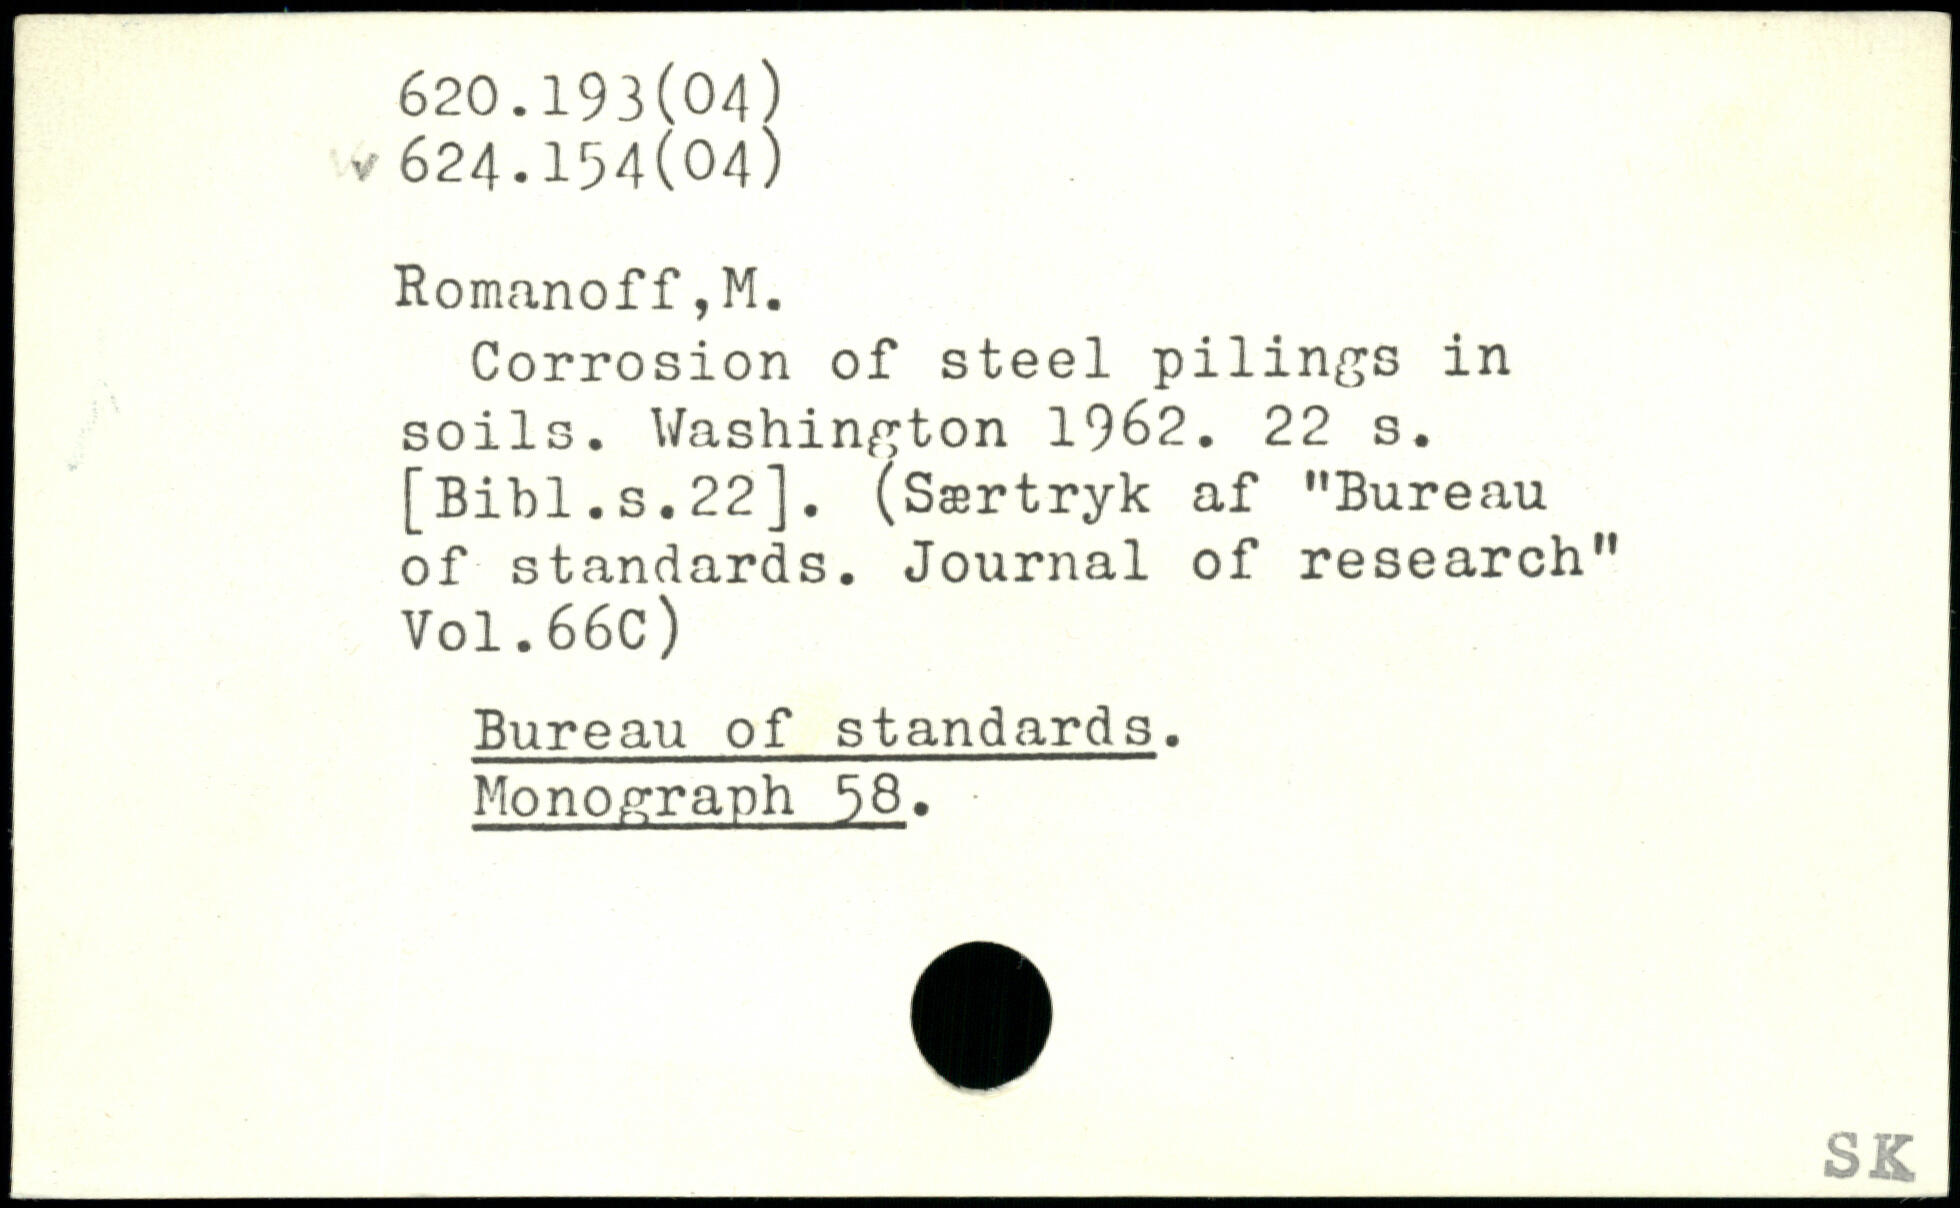 620.193(04)
v 624.154(04)
Romanoff,M.
Corrosion of steel pilings in
soils. Washington 1962. 22 s.
[Bibl.s.22]. (Særtryk af "Bureau
of standards. Journal of research"
Vol.66C)
Bureau of standards.
Monograph 58.
SK